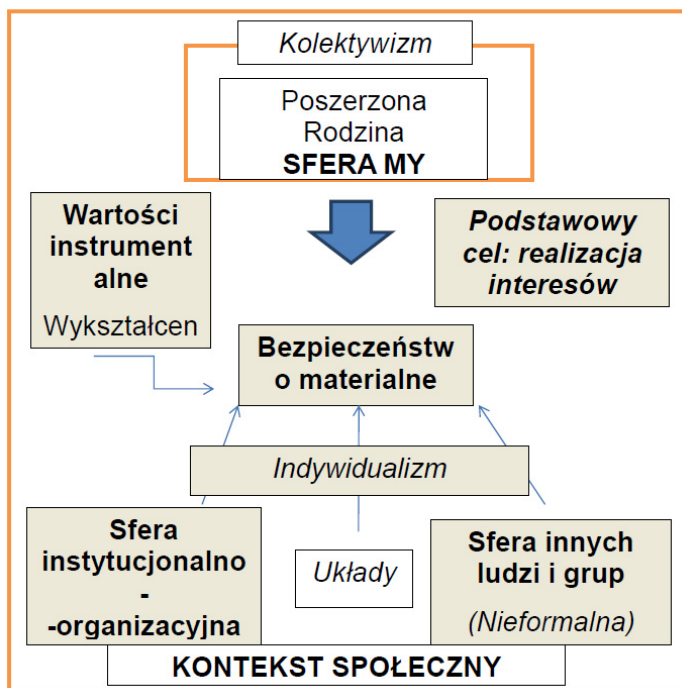 Kolektywizm
Poszerzona
Rodzina
SFERA MY
Wartości
instrument
alne
Wykształcen
Podstawowy
cel: realizacja
interesów
Bezpieczeństw
o materialne
Indywidualizm
Sfera
instytucjonalno
-
-organizacyjna
Układy
Sfera innych
ludzi i grup
(Nieformalna)
KONTEKST SPOŁECZNY